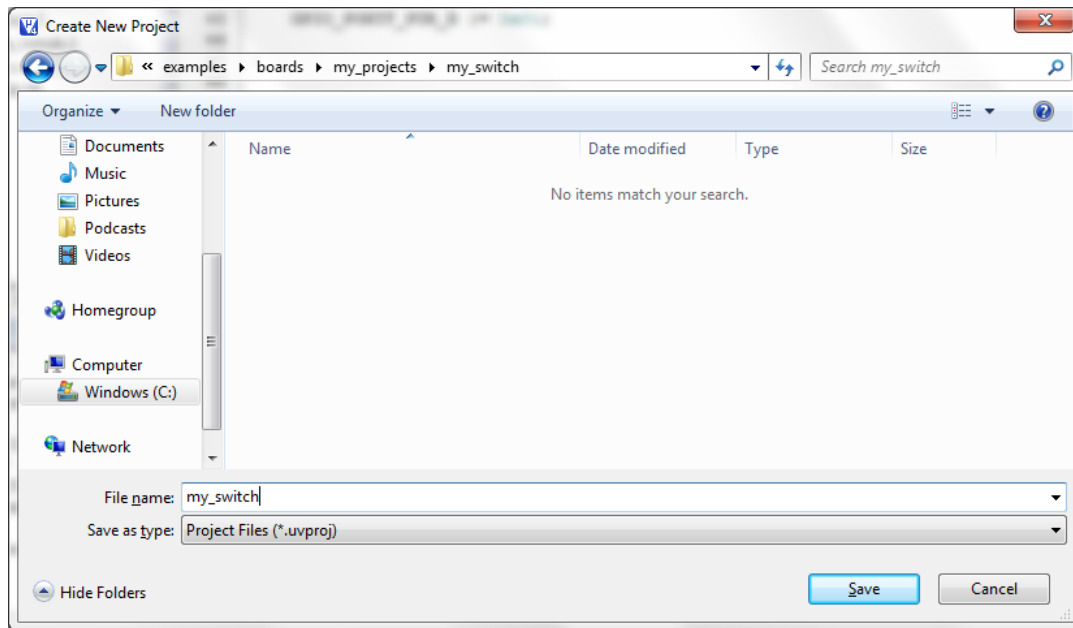 Create New Project
« examples ▸ boards ▸ my_projects ▸ my_switch
Search my_switch
Organize ▾ New folder
Name Date modified Type Size
No items match your search.
Documents
Music
Pictures
Podcasts
Videos
Homegroup
Computer
Windows (C:)
Network
File name: my_switch
Save as type: Project Files (*.uvproj)
Hide Folders
Save Cancel